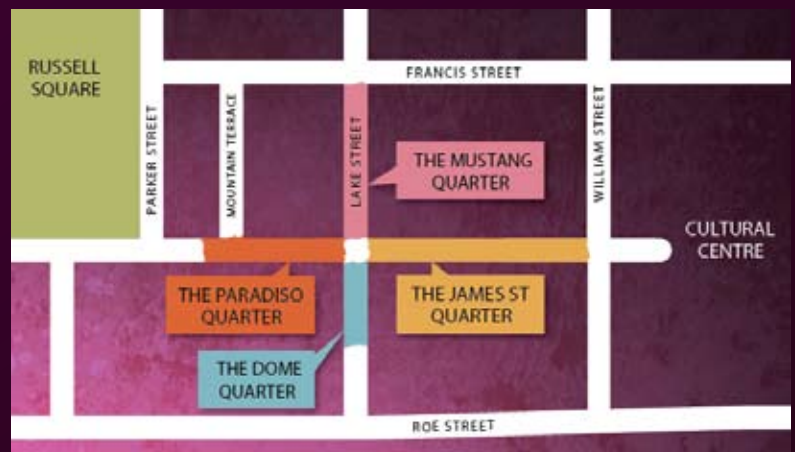 RUSSELL
SQUARE
FRANCIS STREET
PARKER STREET
MOUNTAIN TERRACE
LAKE STREET
WILLIAM STREET
THE MUSTANG
QUARTER
CULTURAL
CENTRE
THE PARADISO
QUARTER
THE JAMES ST
QUARTER
THE DOME
QUARTER
ROE STREET